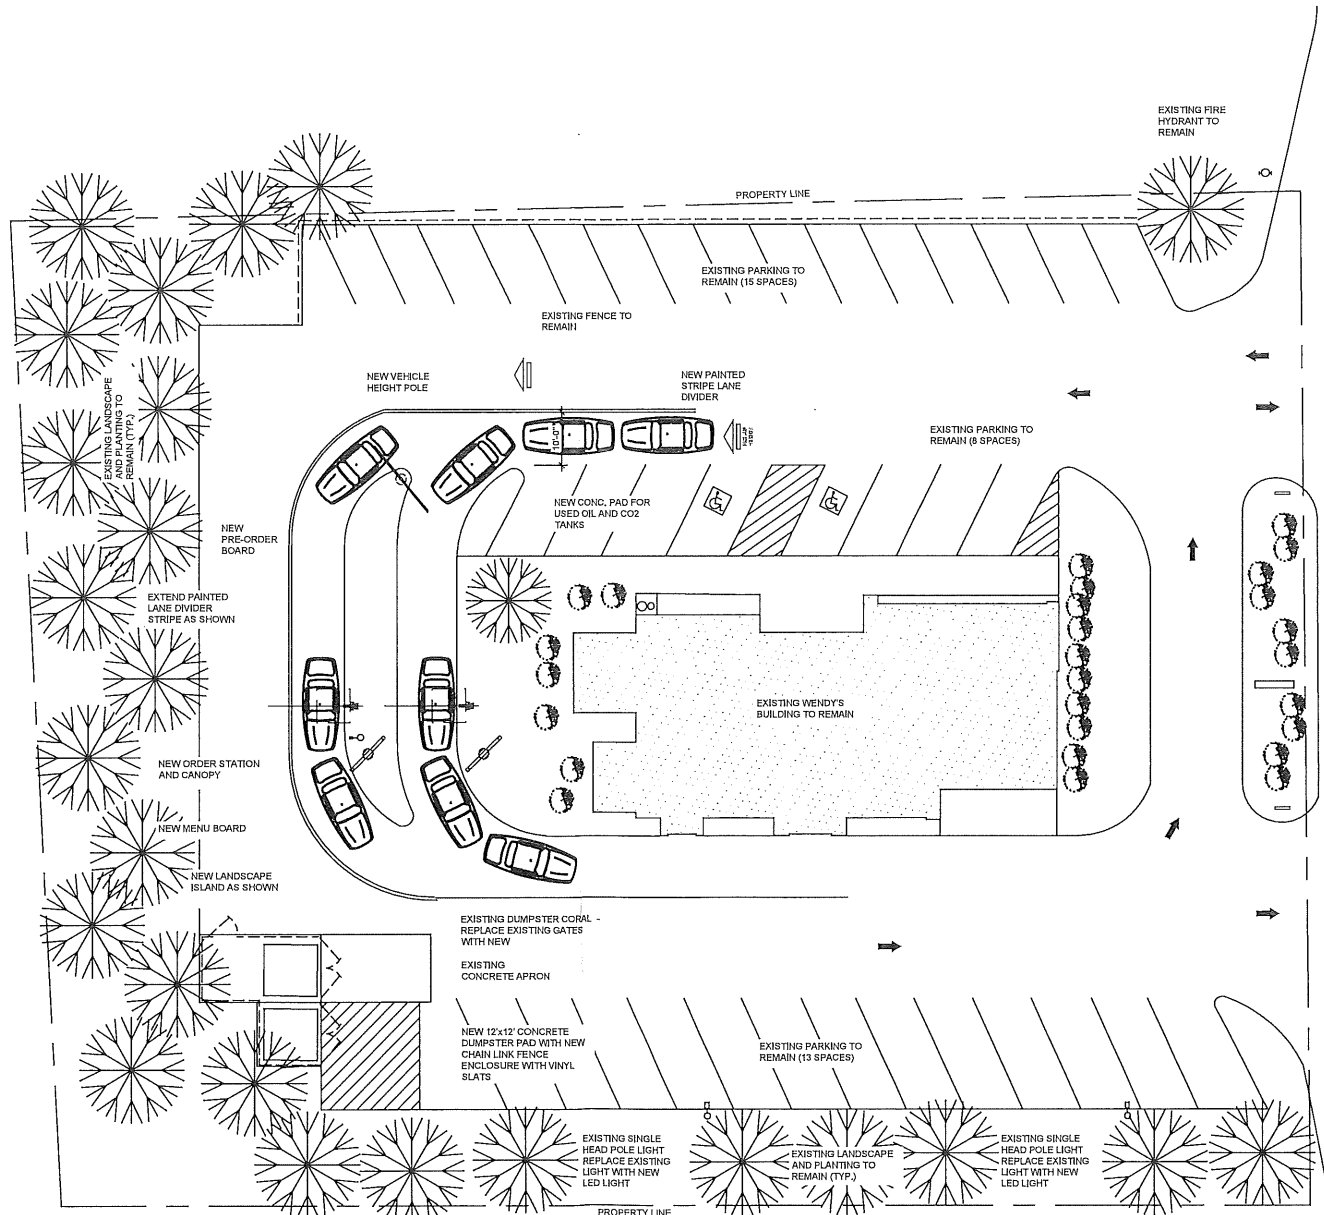 EXISTING FIRE
HYDRANT TO
REMAIN
PROPERTY LINE
EXISTING PARKING TO
REMAIN (15 SPACES)
EXISTING FENCE TO
REMAIN
NEW VEHICLE
HEIGHT POLE
NEW PAINTED
STRIPE LANE
DIVIDER
EXISTING LANDSCAPE
AND PLANTING TO
REMAIN (TYP.)
10'-0"
EXISTING PARKING TO
REMAIN (8 SPACES)
NEW CONC. PAD FOR
USED OIL AND CO2
TANKS
NEW
PRE-ORDER
BOARD
EXTEND PAINTED
LANE DIVIDER
STRIPE AS SHOWN
EXISTING WENDY'S
BUILDING TO REMAIN
NEW ORDER STATION
AND CANOPY
NEW MENU BOARD
NEW LANDSCAPE
ISLAND AS SHOWN
EXISTING DUMPSTER CORAL -
REPLACE EXISTING GATES
WITH NEW
EXISTING
CONCRETE APRON
NEW 12'x12' CONCRETE
DUMPSTER PAD WITH NEW
CHAIN LINK FENCE
ENCLOSURE WITH VINYL
SLATS
EXISTING PARKING TO
REMAIN (13 SPACES)
EXISTING SINGLE
HEAD POLE LIGHT
REPLACE EXISTING
LIGHT WITH NEW
LED LIGHT
EXISTING LANDSCAPE
AND PLANTING TO
REMAIN (TYP.)
EXISTING SINGLE
HEAD POLE LIGHT
REPLACE EXISTING
LIGHT WITH NEW
LED LIGHT
PROPERTY LINE